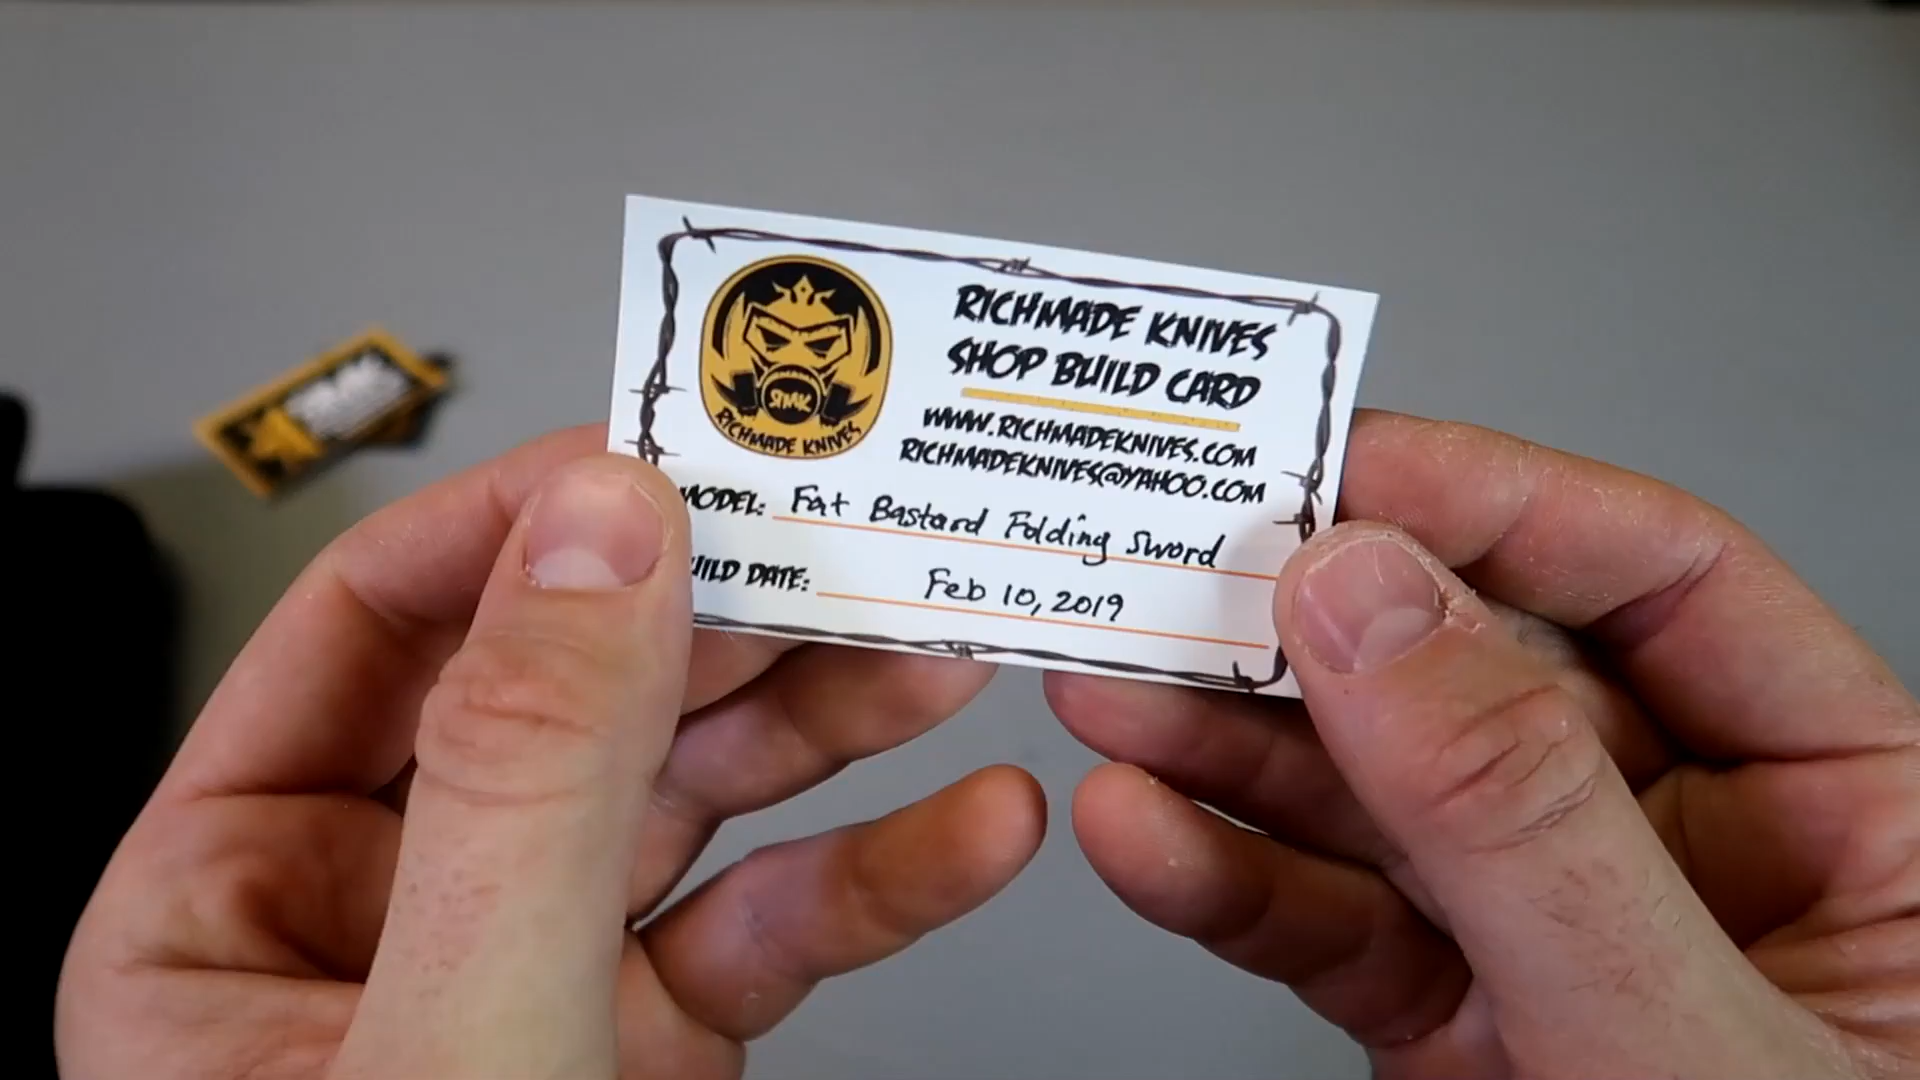 RICHMADE KNIVES
SHOP BUILD CARD
WWW.RICHMADEKNIVES.COM
RICHMADEKNIVES@YAHOO.COM
RMK
RICHMADE KNIVES
MODEL: Fat Bastard Folding Sword
UILD DATE: Feb 10, 2019